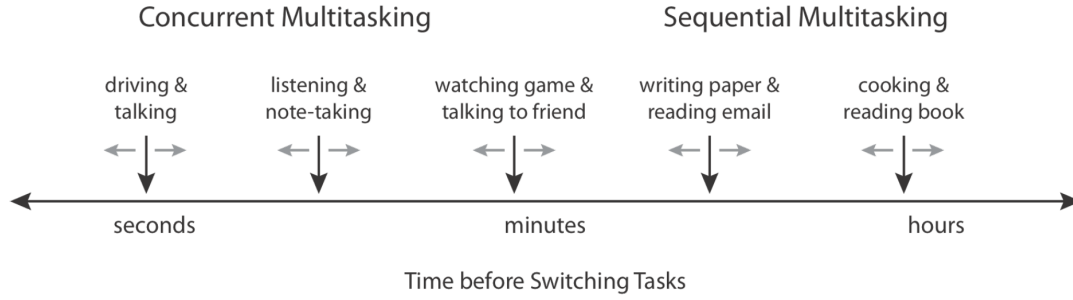 Concurrent Multitasking
Sequential Multitasking
driving &
talking
listening &
note-taking
watching game &
talking to friend
writing paper &
reading email
cooking &
reading book
seconds
minutes
hours
Time before Switching Tasks